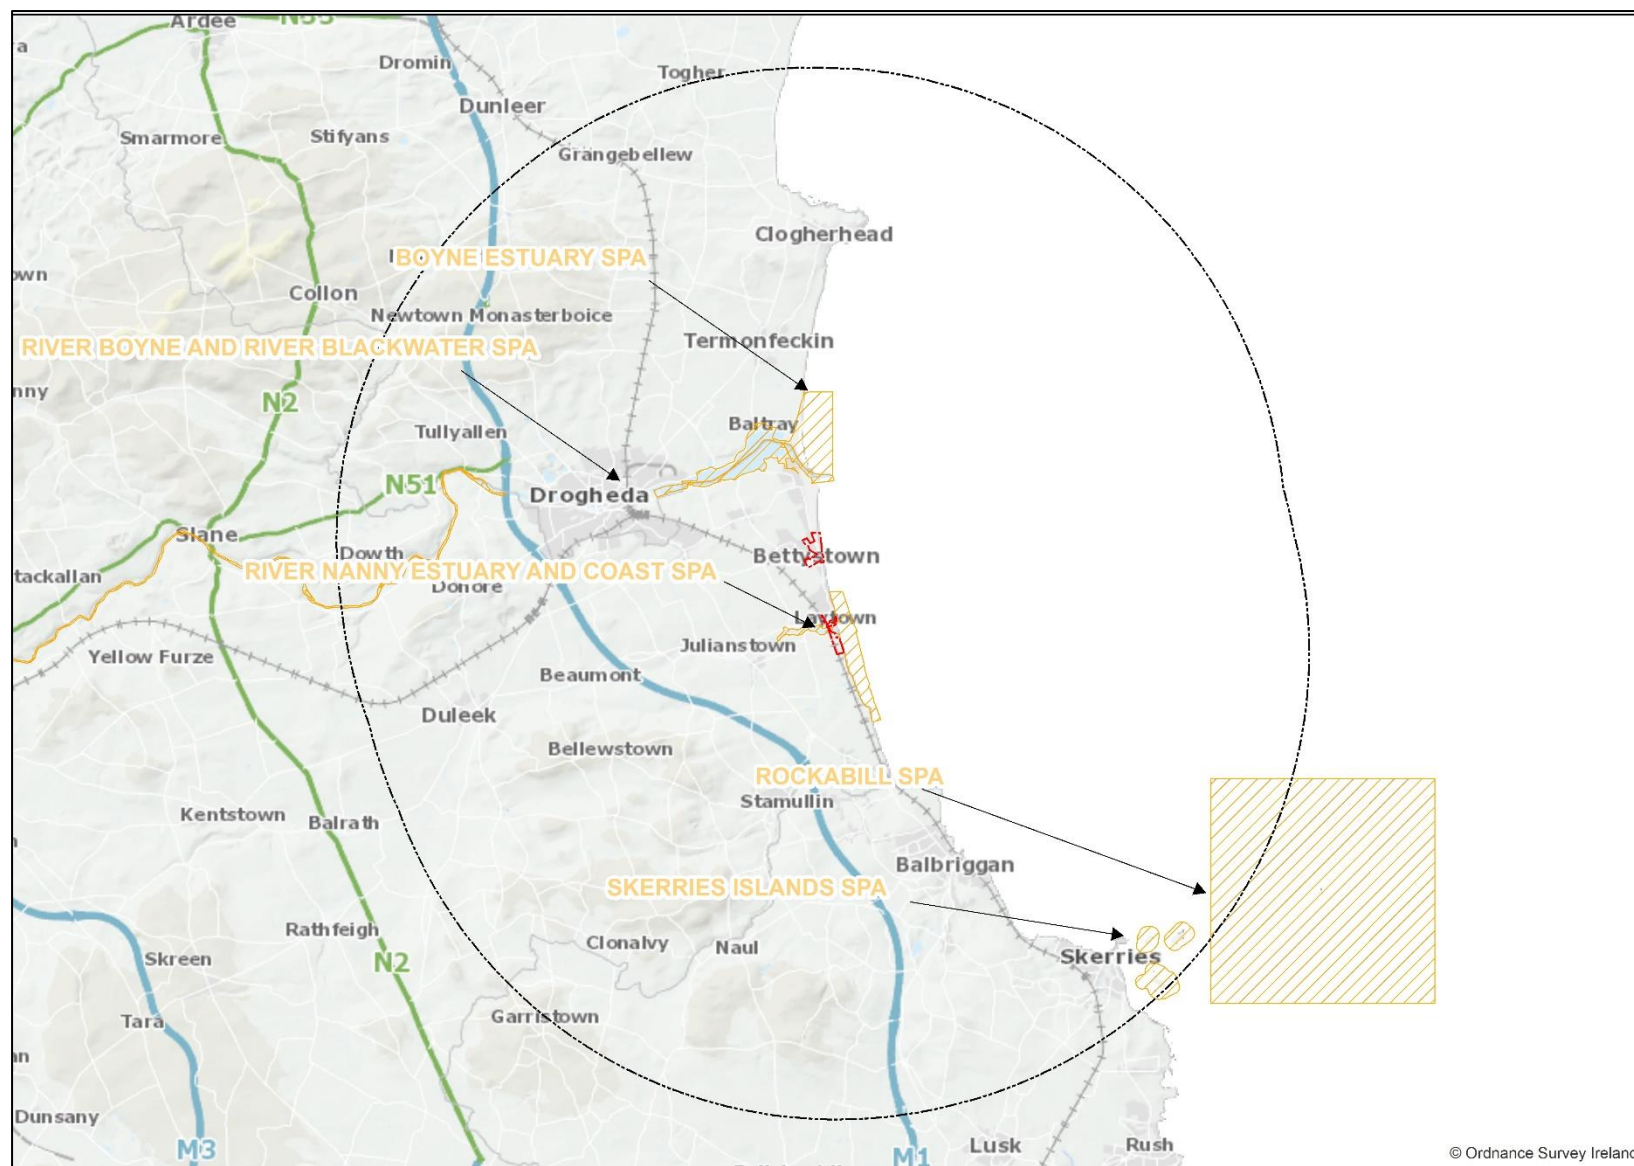 Ardee
N33
Dromin
Togher
Dunleer
Smarmore
Stifyans
Grangebellew
Clogherhead
BOYNE ESTUARY SPA
Collon
Newtown Monasterboice
Termonfeckin
RIVER BOYNE AND RIVER BLACKWATER SPA
N2
Baltray
Tullyallen
N51
Drogheda
Slane
Dowth
Bettystown
RIVER NANNY ESTUARY AND COAST SPA
tackallan
Donore
Laytown
Julianstown
Yellow Furze
Beaumont
Duleek
Bellewstown
ROCKABILL SPA
Stamullin
Kentstown
Balrath
Balbriggan
SKERRIES ISLANDS SPA
Rathfeigh
Clonalvy
Naul
Skerries
Skreen
N2
Garristown
Tara
Dunsany
M3
M1
Lusk
Rush
© Ordnance Survey Ireland